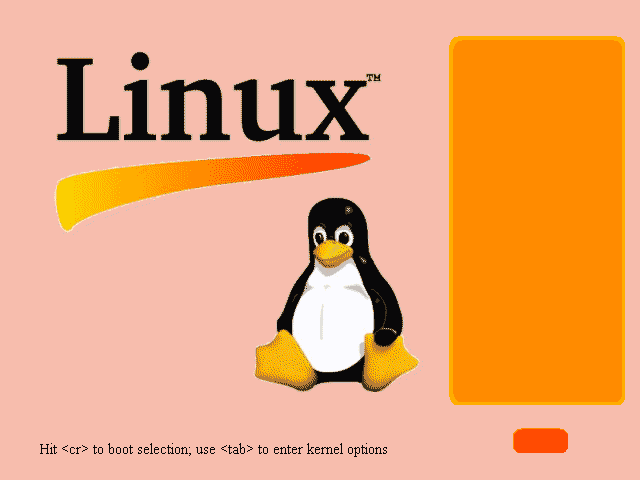 Linux™
Hit <cr> to boot selection; use <tab> to enter kernel options